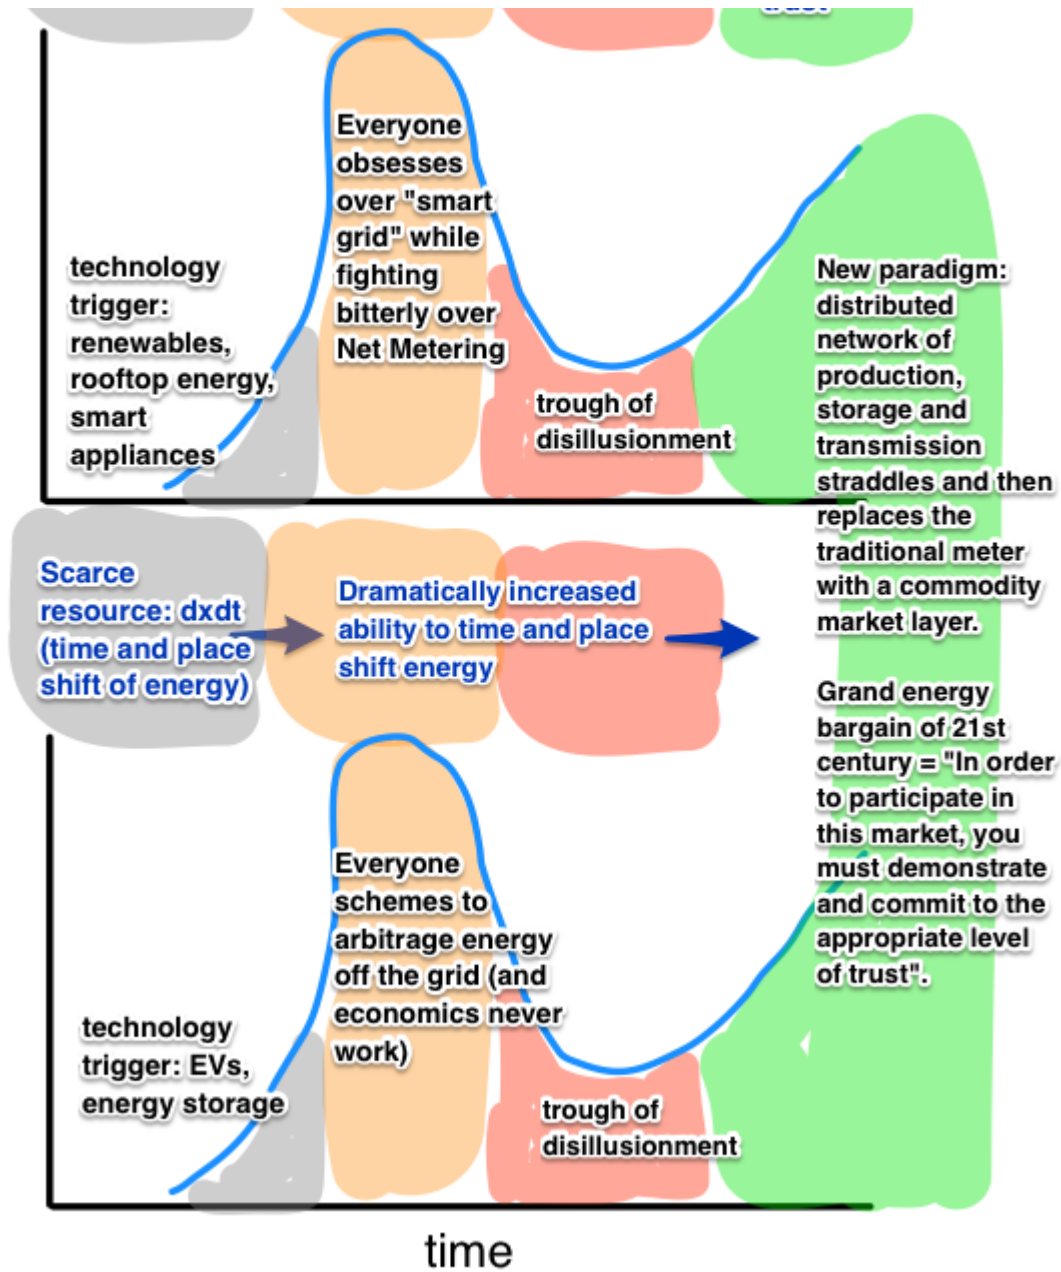 trust
Everyone
obsesses
over "smart
grid" while
fighting
bitterly over
Net Metering
technology
trigger:
renewables,
rooftop energy,
smart
appliances
trough of
disillusionment
New paradigm:
distributed
network of
production,
storage and
transmission
straddles and then
replaces the
traditional meter
with a commodity
market layer.
Scarce
resource: dxdt
(time and place
shift of energy)
Dramatically increased
ability to time and place
shift energy
Grand energy
bargain of 21st
century = "In order
to participate in
this market, you
must demonstrate
and commit to the
appropriate level
of trust".
Everyone
schemes to
arbitrage energy
off the grid (and
economics never
work)
technology
trigger: EVs,
energy storage
trough of
disillusionment
time